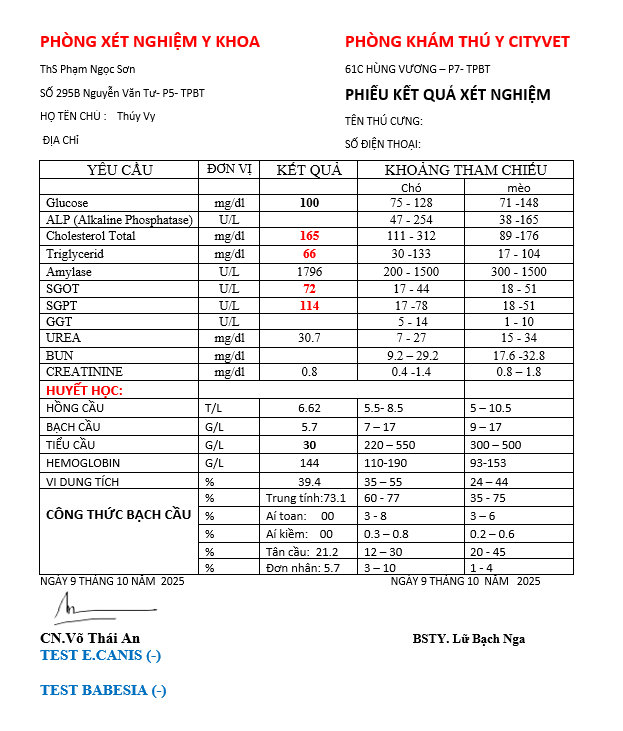 PHÒNG XÉT NGHIỆM Y KHOA PHÒNG KHÁM THÚ Y CITYVET
ThS Phạm Ngọc Sơn 61C HÙNG VƯƠNG – P7- TPBT
SỐ 295B Nguyễn Văn Tư- P5- TPBT PHIẾU KẾT QUẢ XÉT NGHIỆM
HỌ TÊN CHỦ : Thúy Vy TÊN THÚ CƯNG:
ĐỊA CHỈ SỐ ĐIỆN THOẠI:
YÊU CẦU ĐƠN VỊ KẾT QUẢ KHOẢNG THAM CHIẾU
Chó mèo
Glucose mg/dl 100 75 - 128 71 -148
ALP (Alkaline Phosphatase) U/L 47 - 254 38 -165
Cholesterol Total mg/dl 165 111 - 312 89 -176
Triglycerid mg/dl 66 30 -133 17 - 104
Amylase U/L 1796 200 - 1500 300 - 1500
SGOT U/L 72 17 - 44 18 - 51
SGPT U/L 114 17 -78 18 -51
GGT U/L 5 - 14 1 - 10
UREA mg/dl 30.7 7 - 27 15 - 34
BUN mg/dl 9.2 – 29.2 17.6 -32.8
CREATININE mg/dl 0.8 0.4 -1.4 0.8 – 1.8
HUYẾT HỌC:
HỒNG CẦU T/L 6.62 5.5- 8.5 5 – 10.5
BẠCH CẦU G/L 5.7 7 – 17 9 – 17
TIỂU CẦU G/L 30 220 – 550 300 – 500
HEMOGLOBIN G/L 144 110-190 93-153
VI DUNG TÍCH % 39.4 35 – 55 24 – 44
CÔNG THỨC BẠCH CẦU % Trung tính:73.1 60 - 77 35 - 75
% Aí toan: 00 3 - 8 3 – 6
% Aí kiềm: 00 0.3 – 0.8 0.2 – 0.6
% Tân cầu: 21.2 12 – 30 20 - 45
% Đơn nhân: 5.7 3 – 10 1 - 4
NGÀY 9 THÁNG 10 NĂM 2025 NGÀY 9 THÁNG 10 NĂM 2025
CN.Võ Thái An BSTY. Lữ Bạch Nga
TEST E.CANIS (-)
TEST BABESIA (-)